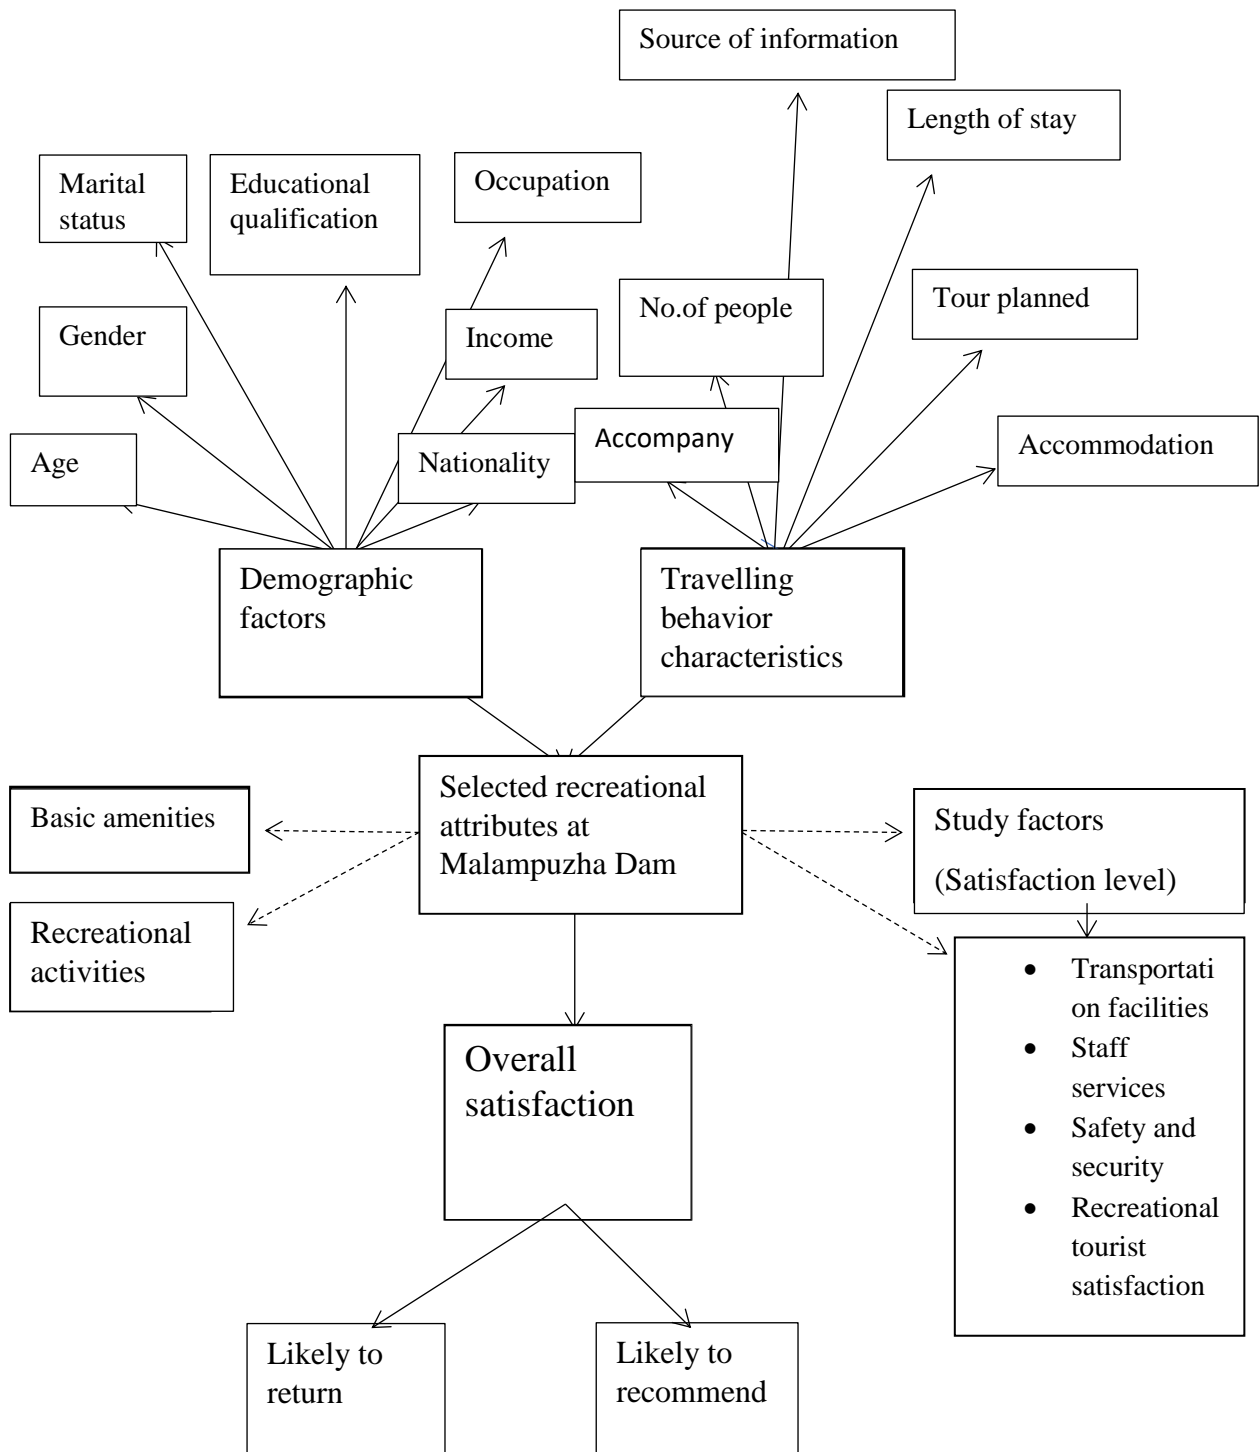 Source of information
Length of stay
Marital
status
Educational
qualification
Occupation
Gender
Income
No.of people
Tour planned
Age
Nationality
Accompany
Accommodation
Demographic
factors
Travelling
behavior
characteristics
Basic amenities
Selected recreational
attributes at
Malampuzha Dam
Study factors
(Satisfaction level)
Recreational
activities
• Transportati
on facilities
• Staff
services
• Safety and
security
• Recreational
tourist
satisfaction
Overall
satisfaction
Likely to
return
Likely to
recommend